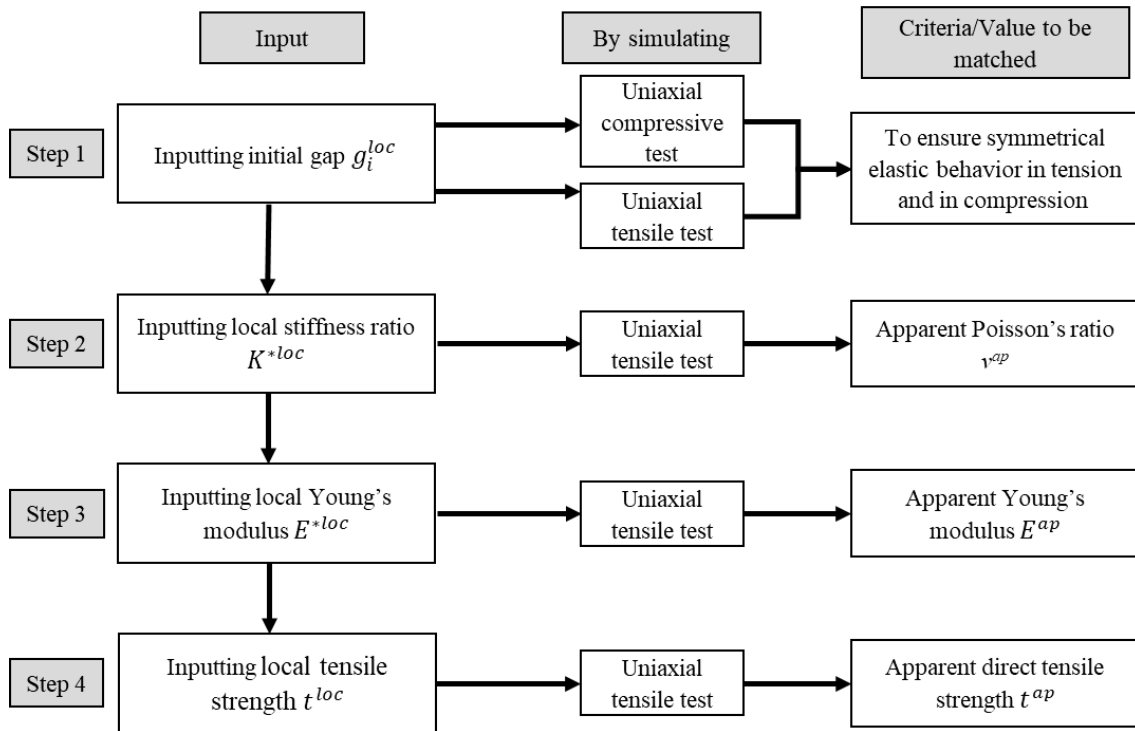 Input
By simulating
Criteria/Value to be
matched
Step 1
Inputting initial gap g_i^{loc}
Uniaxial
compressive
test
Uniaxial
tensile test
To ensure symmetrical
elastic behavior in tension
and in compression
Step 2
Inputting local stiffness ratio
K^{*loc}
Uniaxial
tensile test
Apparent Poisson’s ratio
ν^{ap}
Step 3
Inputting local Young’s
modulus E^{*loc}
Uniaxial
tensile test
Apparent Young’s
modulus E^{ap}
Step 4
Inputting local tensile
strength t^{loc}
Uniaxial
tensile test
Apparent direct tensile
strength t^{ap}